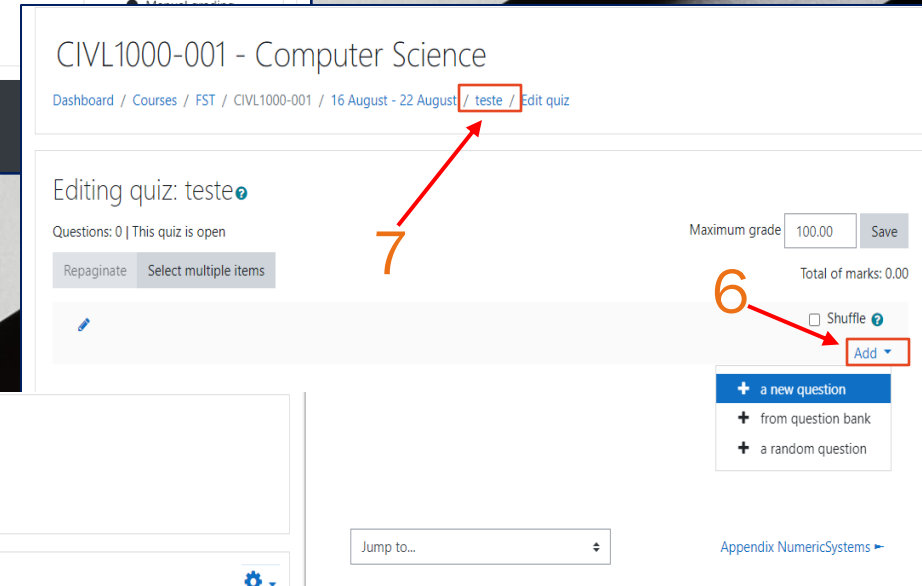 Manual grading
CIVL1000-001 - Computer Science
Dashboard / Courses / FST / CIVL1000-001 / 16 August - 22 August / teste / Edit quiz
Editing quiz: teste
Questions: 0 | This quiz is open
Maximum grade 100.00 Save
Repaginate Select multiple items
Total of marks: 0.00
7
6
Shuffle
Add
a new question
from question bank
a random question
Jump to...
Appendix NumericSystems